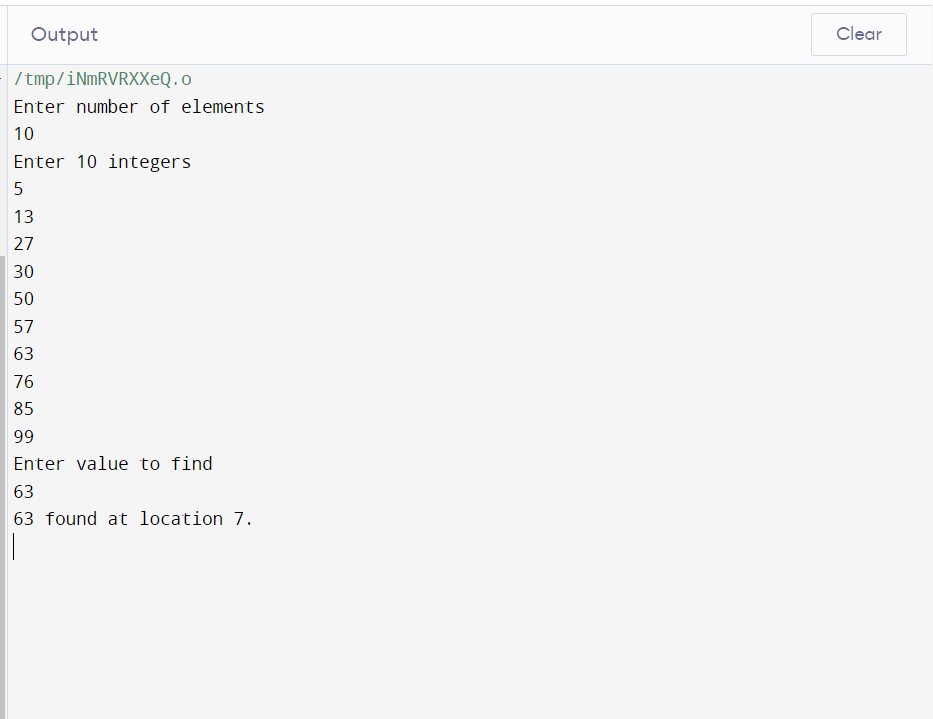 Output
Clear
/tmp/iNmRVRXXeQ.o
Enter number of elements
10
Enter 10 integers
5
13
27
30
50
57
63
76
85
99
Enter value to find
63
63 found at location 7.